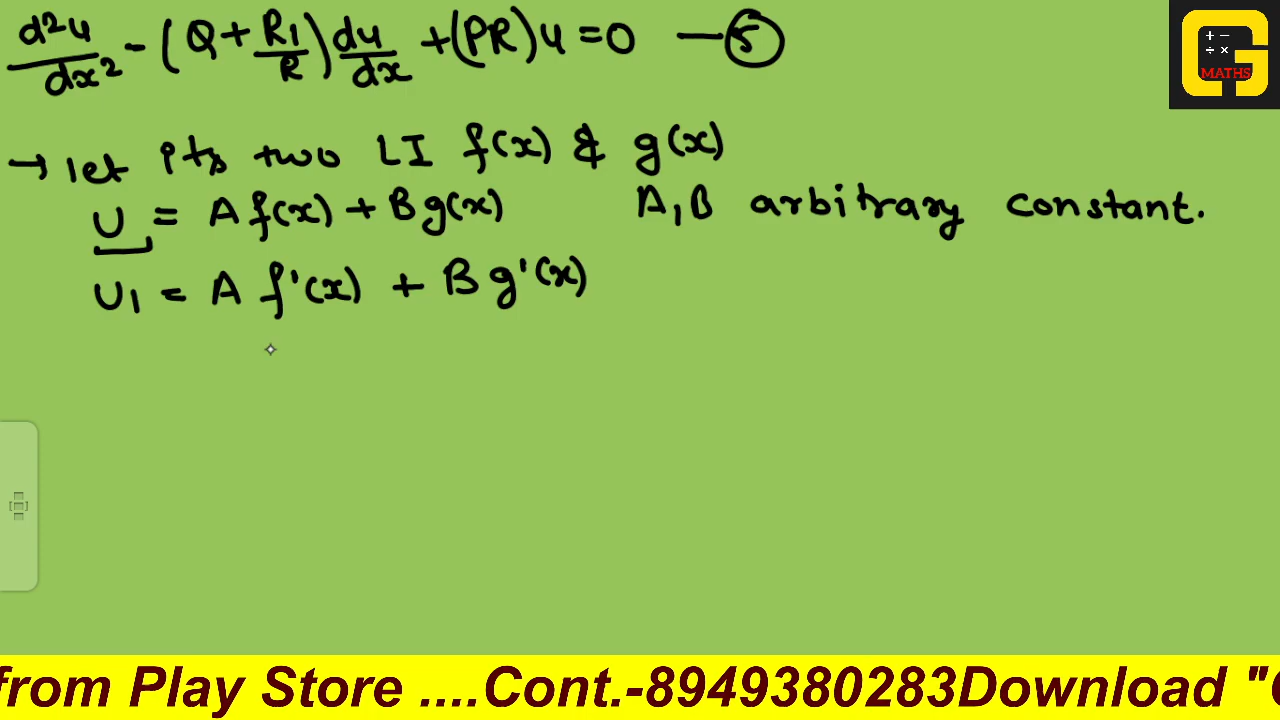 d²u/dx² - (Q + R₁/R) du/dx + (PR)u = 0 —⑤
→ let its two LI f(x) & g(x)
U = A f(x) + B g(x) A, B arbitrary constant.
U₁ = A f'(x) + B g'(x)
+ −
÷ ×
MATHS
from Play Store ....Cont.-8949380283Download "G